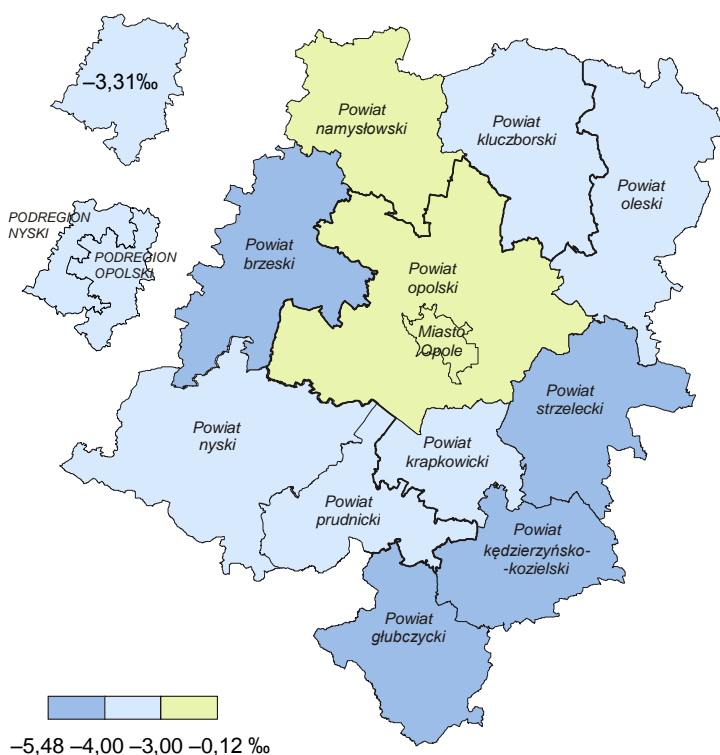 –3,31‰
PODREGION
NYSKI
PODREGION
OPOLSKI
Powiat
namysłowski
Powiat
kluczborski
Powiat
oleski
Powiat
brzeski
Powiat
opolski
Miasto
Opole
Powiat
strzelecki
Powiat
nyski
Powiat
krapkowicki
Powiat
prudnicki
Powiat
kędzierzyńsko-
-kozielski
Powiat
głubczycki
–5,48 –4,00 –3,00 –0,12 ‰